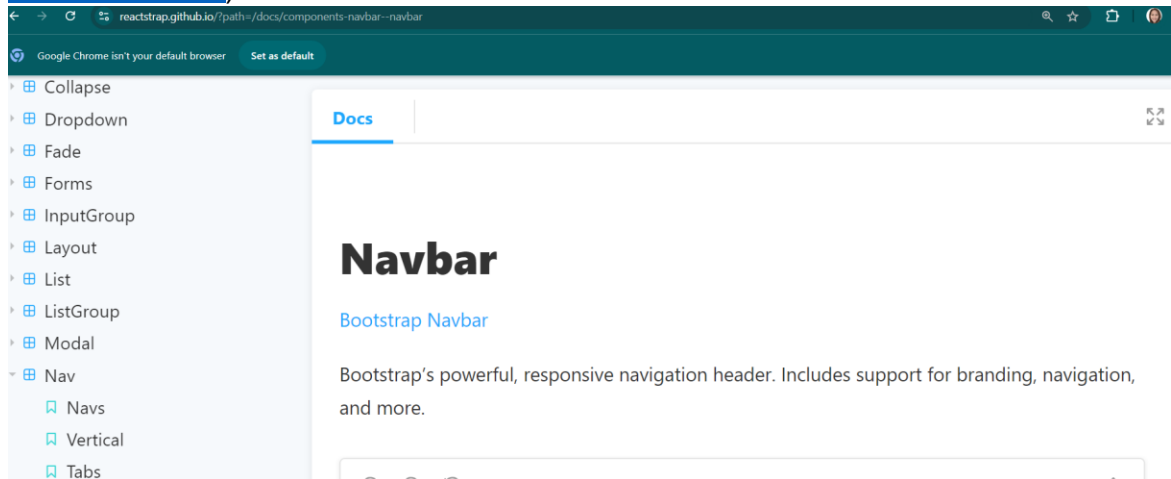 reactstrap.github.io/?path=/docs/components-navbar--navbar
Google Chrome isn't your default browser Set as default
Collapse
Dropdown
Fade
Forms
InputGroup
Layout
List
ListGroup
Modal
Nav
Navs
Vertical
Tabs
Docs
Navbar
Bootstrap Navbar
Bootstrap's powerful, responsive navigation header. Includes support for branding, navigation,
and more.